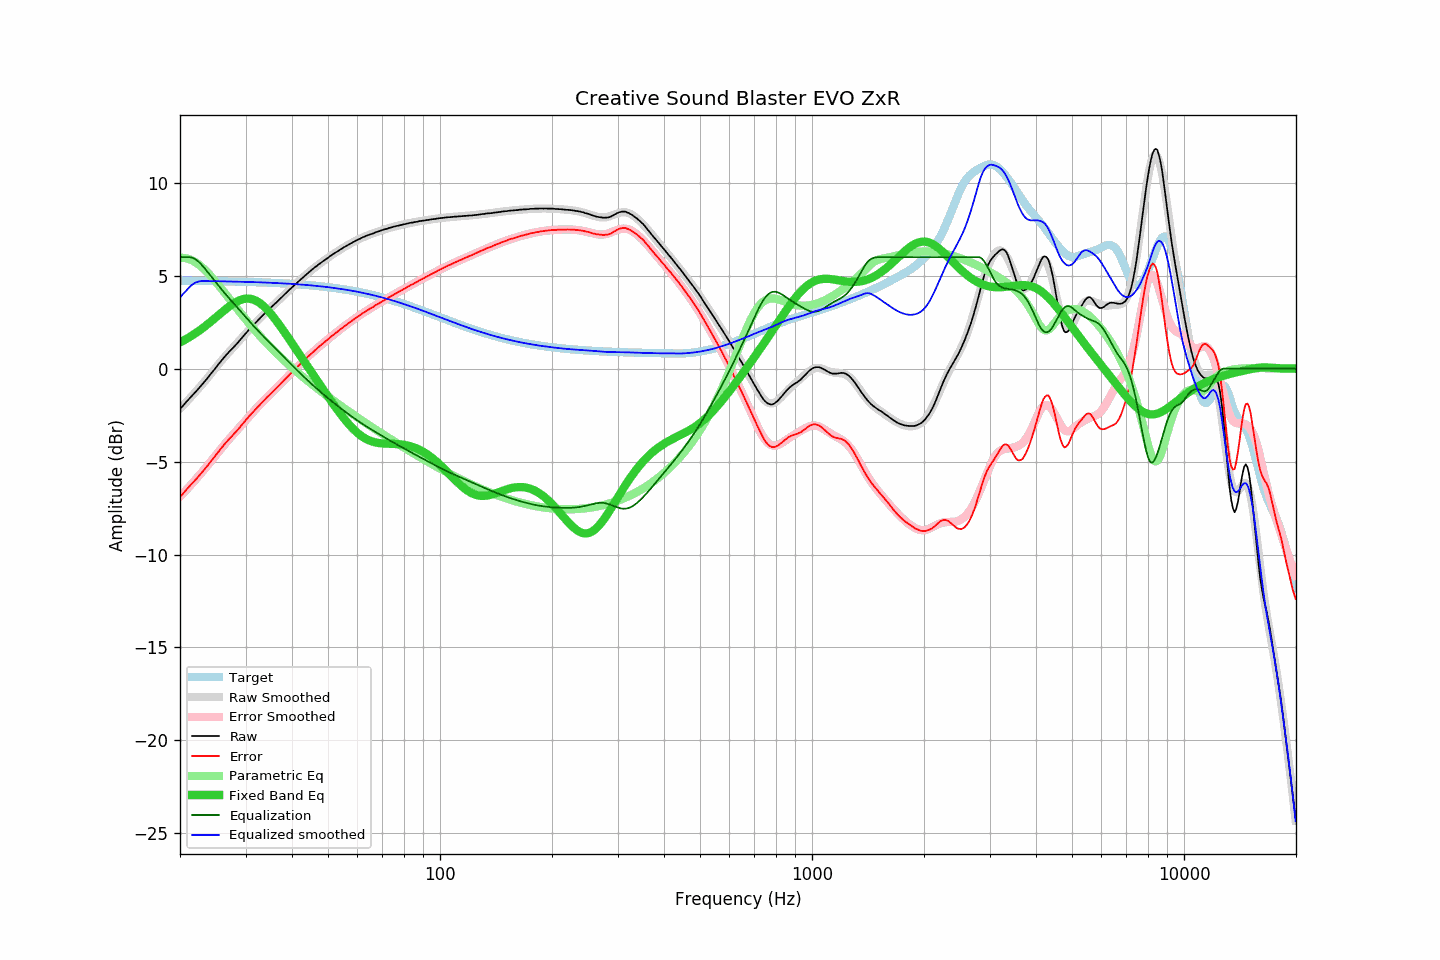 Creative Sound Blaster EVO ZxR
10
5
0
−5
−10
−15
−20
−25
Amplitude (dBr)
Target
Raw Smoothed
Error Smoothed
Raw
Error
Parametric Eq
Fixed Band Eq
Equalization
Equalized smoothed
100 1000 10000
Frequency (Hz)